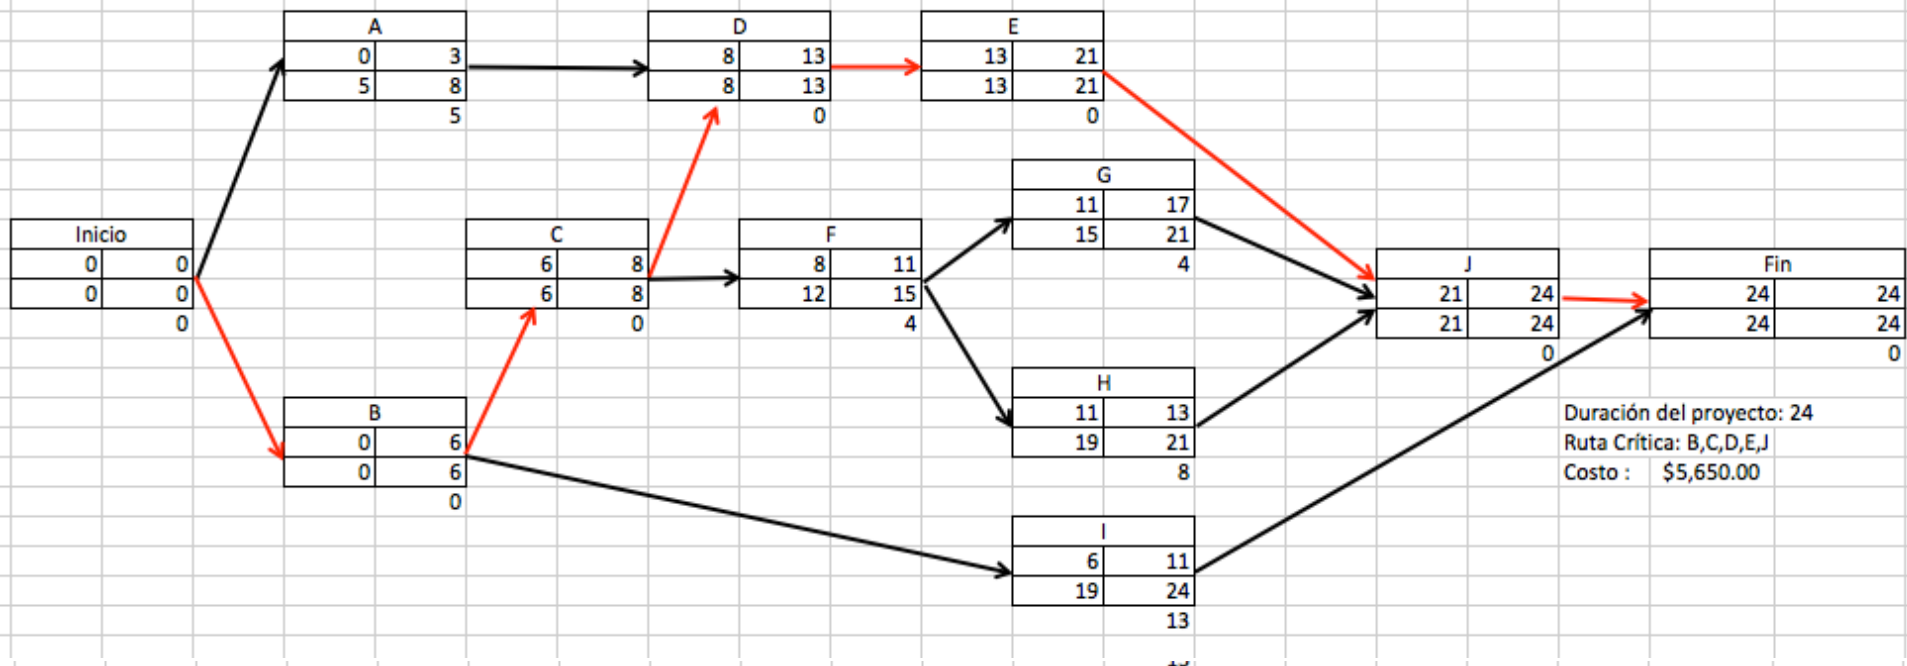 A D E
0 3 8 13 13 21
5 8 8 13 13 21
5 0 0
G
11 17
Inicio C F 15 21
0 0 6 8 8 11 J Fin 4
0 0 6 8 12 15 21 24 24 24
0 0 4 21 24 24 24
0 0
H
B 11 13 Duración del proyecto: 24
0 6 19 21 Ruta Crítica: B,C,D,E,J
0 6 8 Costo : $5,650.00
0
I
6 11
19 24
13